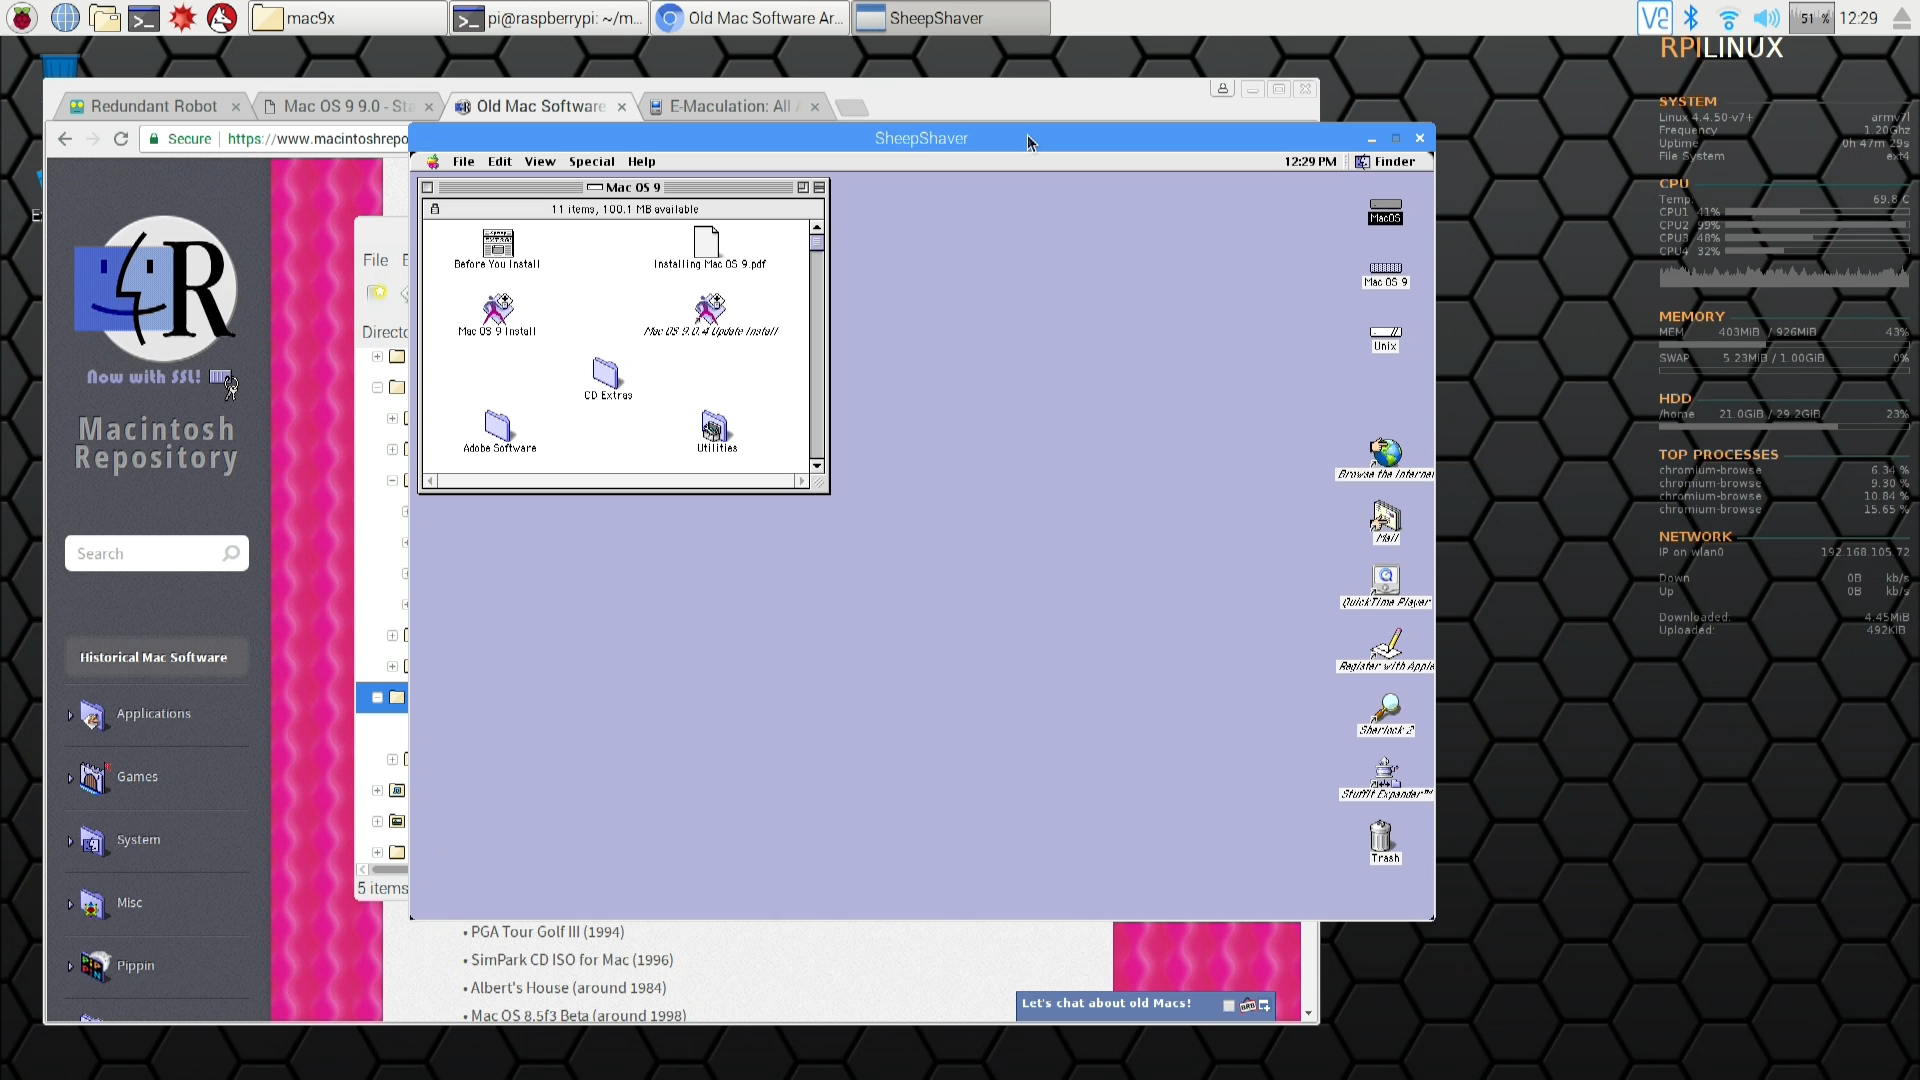 mac9x
pi@raspberrypi: ~/m...
Old Mac Software Ar...
SheepShaver
51 %
12:29
RPILINUX
Redundant Robot
Mac OS 9 9.0 - Sta
Old Mac Software
E-Maculation: All
Secure
https://www.macintoshrepo
SheepShaver
File Edit View Special Help
12:29 PM
Finder
Mac OS 9
11 items, 100.1 MB available
Before You Install
Installing Mac OS 9.pdf
Mac OS 9 Install
Mac OS 9.0.4 Update Install
CD Extras
Adobe Software
Utilities
MacOS
Mac OS 9
Unix
Browse the Internet
Mail
QuickTime Player
Register with Apple
Sherlock 2
StuffIt Expander™
Trash
R
Now with SSL!
Macintosh
Repository
Search
Historical Mac Software
Applications
Games
System
Misc
Pippin
File
Directo
5 items
• PGA Tour Golf III (1994)
• SimPark CD ISO for Mac (1996)
• Albert's House (around 1984)
• Mac OS 8.5f3 Beta (around 1998)
Let's chat about old Macs!
SYSTEM
Linux 4.4.50-v7+ armv7l
Frequency 1.20Ghz
Uptime 0h 47m 29s
File System ext4
CPU
Temp. 69.8 C
CPU1 41%
CPU2 99%
CPU3 48%
CPU4 32%
MEMORY
MEM 403MiB / 926MiB 43%
SWAP 5.23MiB / 1.00GiB 0%
HDD
/home 21.0GiB / 29.2GiB 23%
TOP PROCESSES
chromium-browse 6.34 %
chromium-browse 9.30 %
chromium-browse 10.84 %
chromium-browse 15.65 %
NETWORK
IP on wlan0 192.168.105.72
Down 0B kb/s
Up 0B kb/s
Downloaded: 4.45MiB
Uploaded: 492KiB